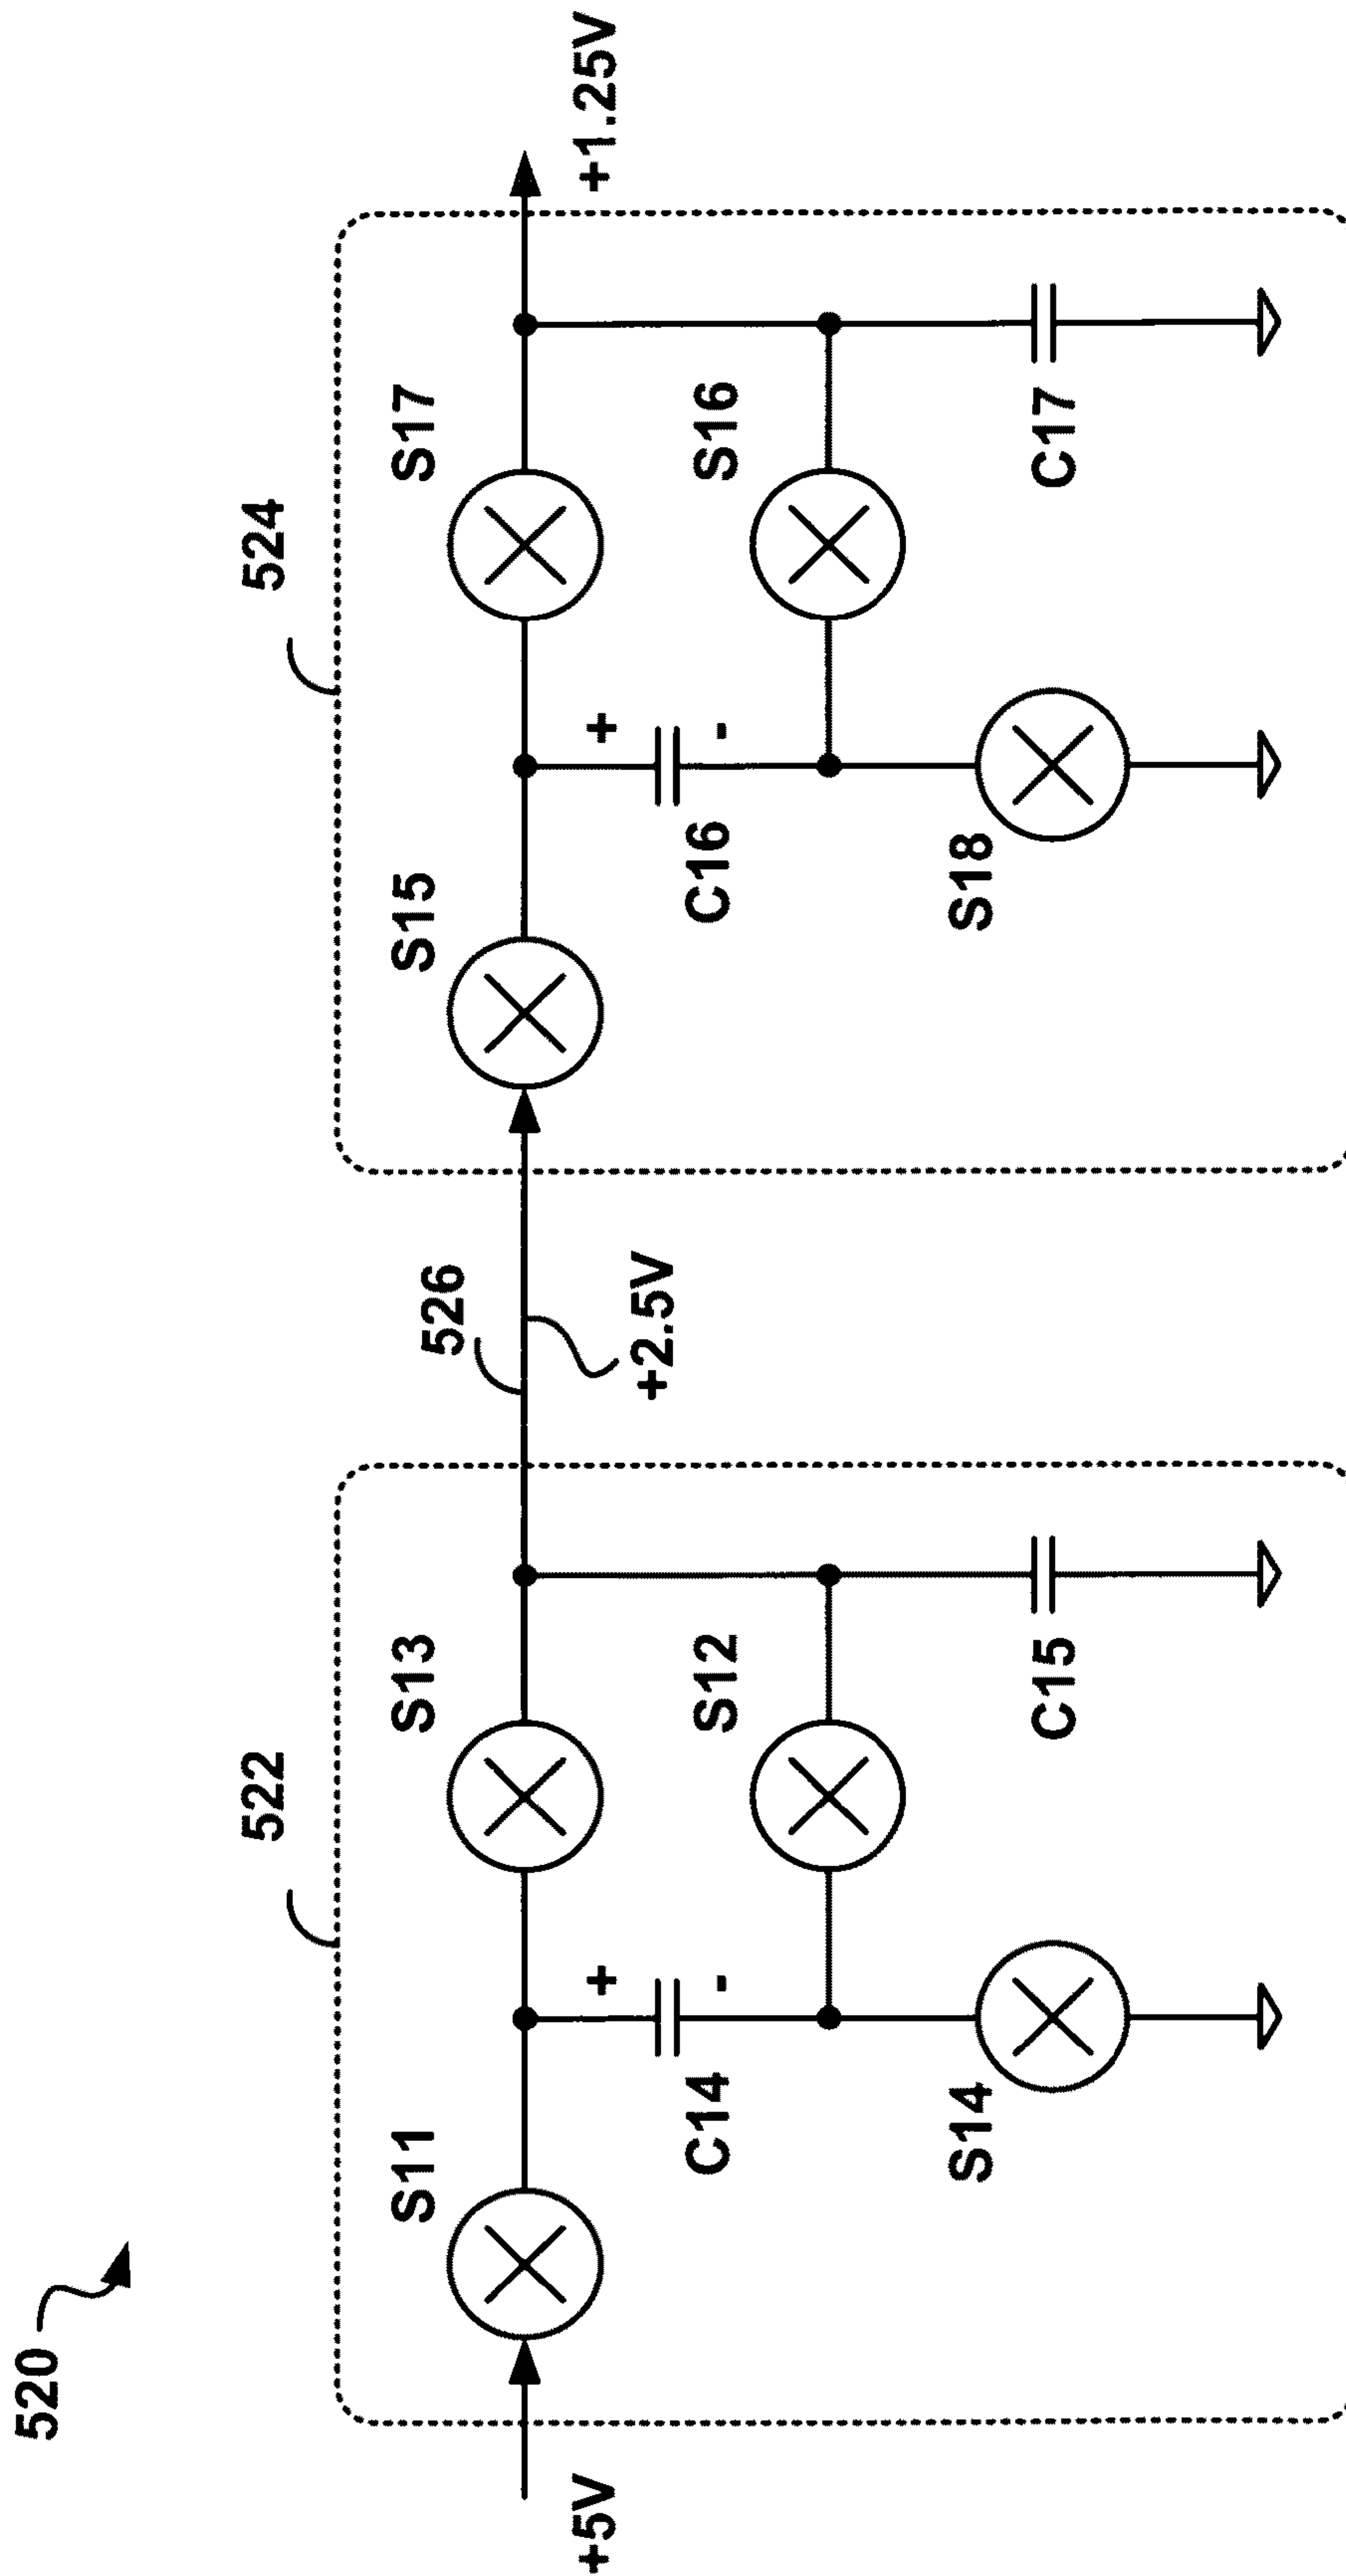 520
522
524
S11
S13
526
S15
S17
+5V
+
+2.5V
+
+1.25V
C14
-
S12
C16
-
S16
S14
C15
S18
C17